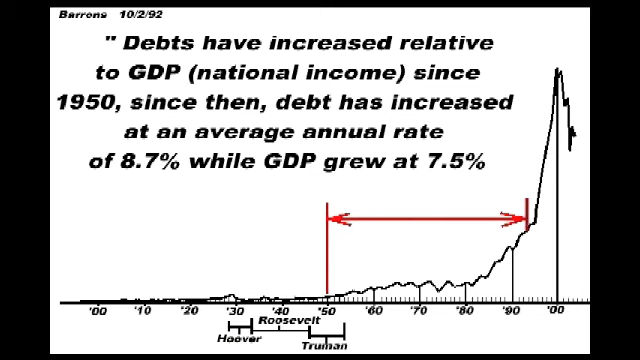 Barrons 10/2/92
" Debts have increased relative
to GDP (national income) since
1950, since then, debt has increased
at an average annual rate
of 8.7% while GDP grew at 7.5%
'00 '10 '20 '30 '40 '50 '60 '70 '80 '90 '00
Roosevelt
Hoover
Truman